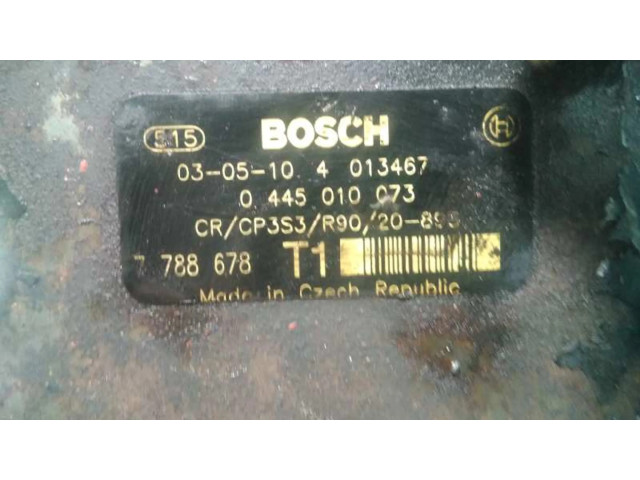 515 BOSCH
03-05-10 4 013467
0 445 010 073
CR/CP3S3/R90/20-89S
7 788 678 T1
Made in Czech Republic